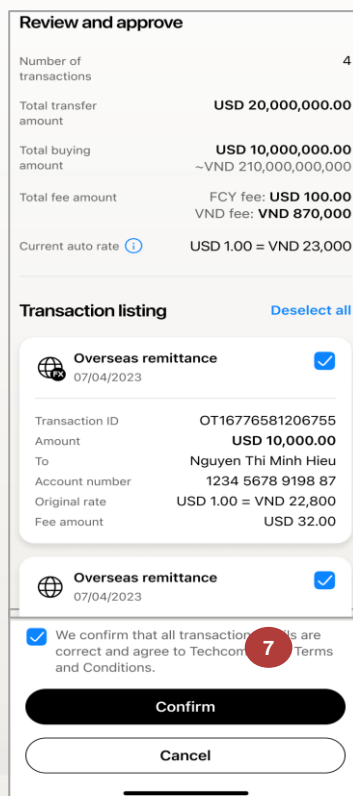 Review and approve
Number of transactions 4
Total transfer amount USD 20,000,000.00
Total buying amount USD 10,000,000.00
~VND 210,000,000,000
Total fee amount FCY fee: USD 100.00
VND fee: VND 870,000
Current auto rate i USD 1.00 = VND 23,000
Transaction listing Deselect all
FX Overseas remittance
07/04/2023
Transaction ID OT16776581206755
Amount USD 10,000.00
To Nguyen Thi Minh Hieu
Account number 1234 5678 9198 87
Original rate USD 1.00 = VND 22,800
Fee amount USD 32.00
Overseas remittance
07/04/2023
We confirm that all transaction are
correct and agree to Terms
and Conditions.
7
Confirm
Cancel